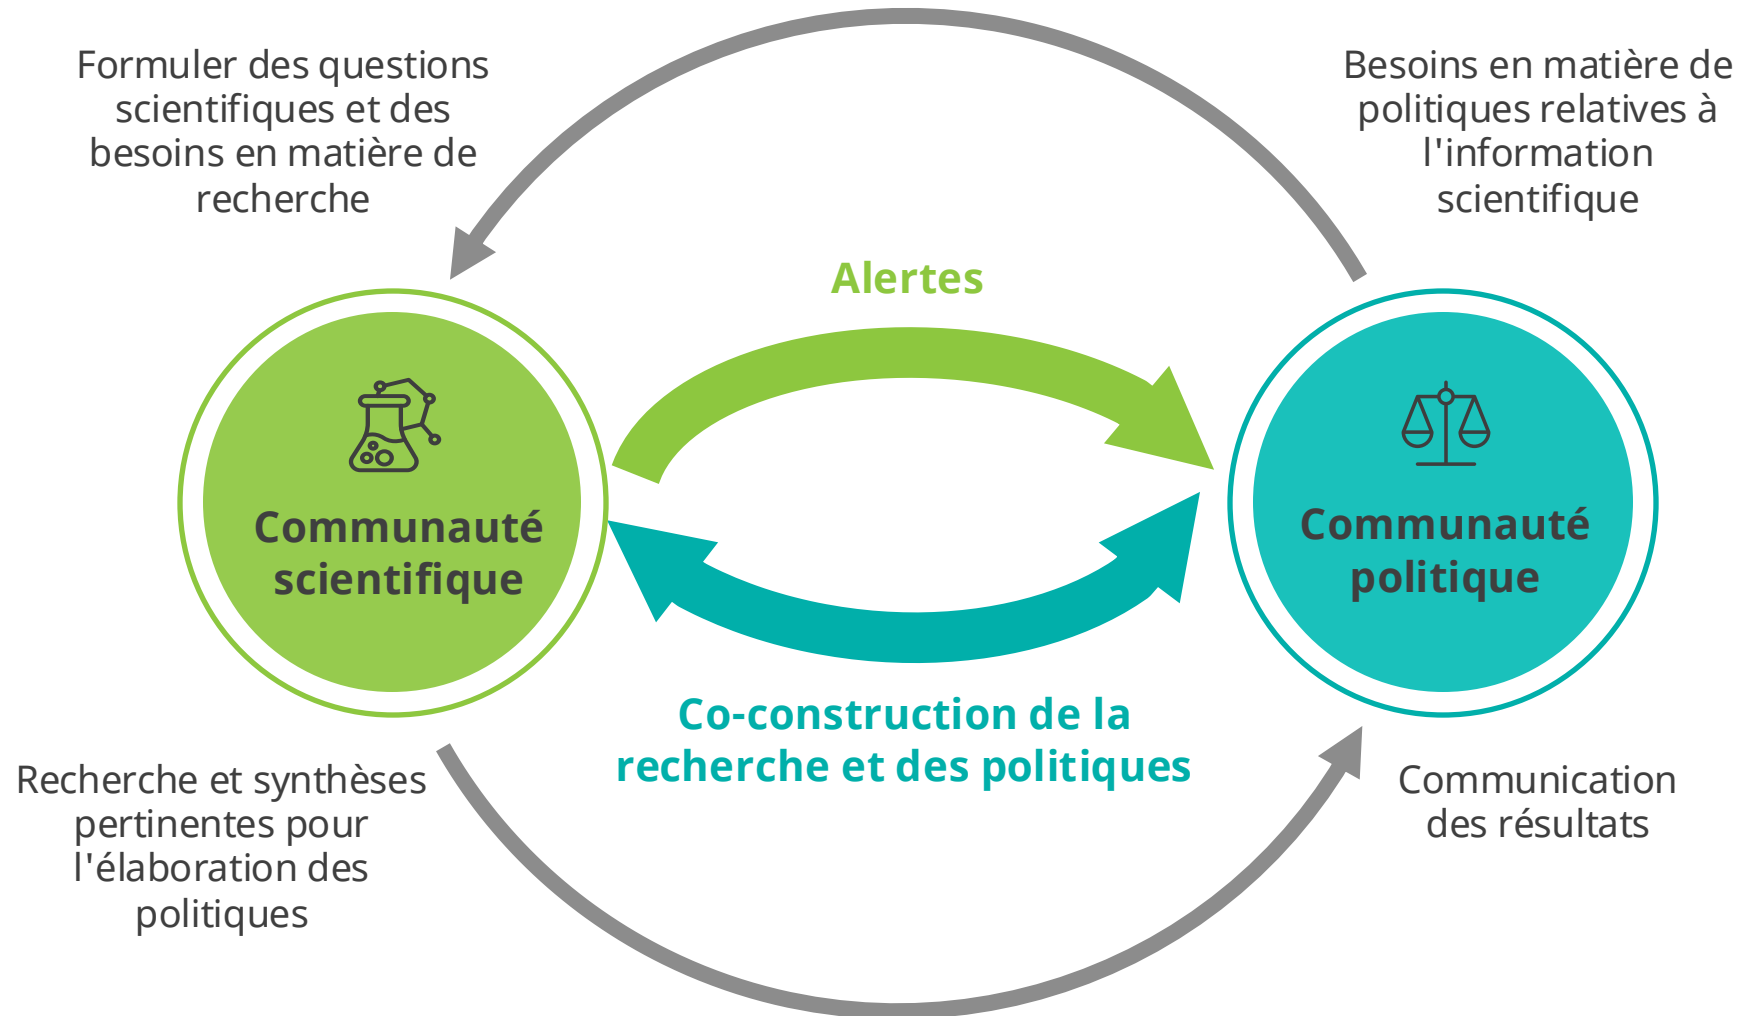 Formuler des questions
scientifiques et des
besoins en matière de
recherche
Besoins en matière de
politiques relatives à
l'information
scientifique
Alertes
Communauté
scientifique
Communauté
politique
Co-construction de la
recherche et des politiques
Recherche et synthèses
pertinentes pour
l'élaboration des
politiques
Communication
des résultats